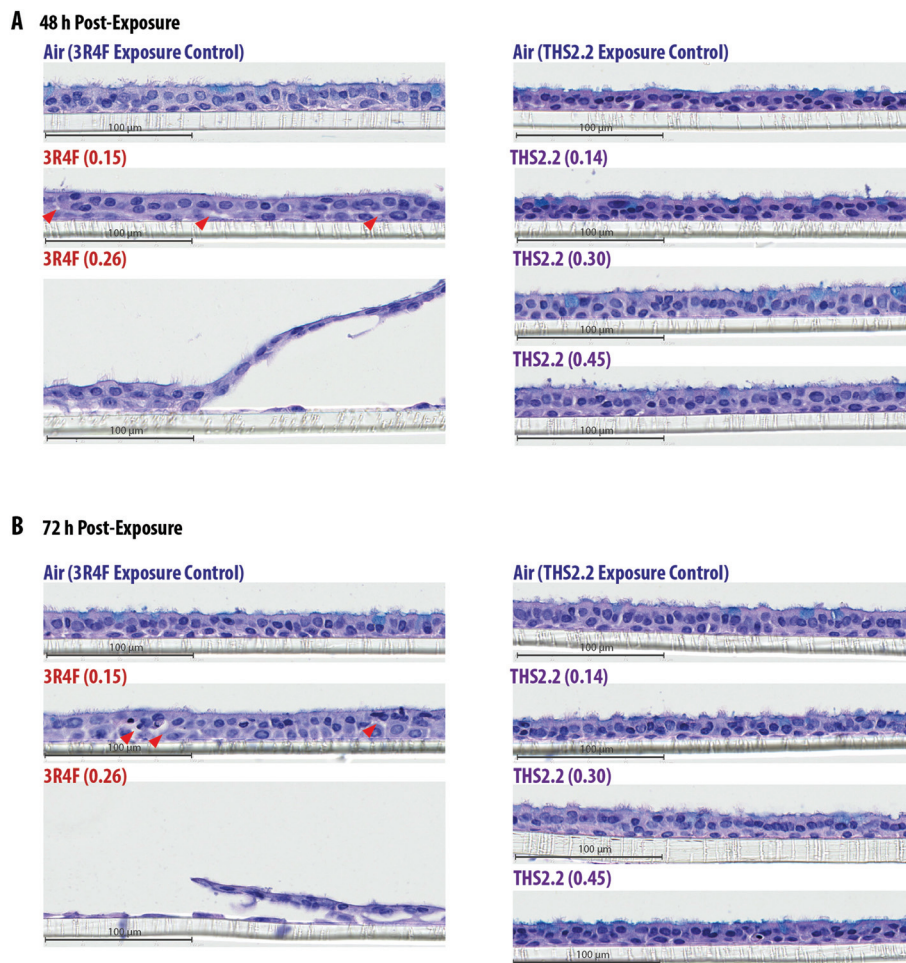 A 48 h Post-Exposure
Air (3R4F Exposure Control)
100 µm
3R4F (0.15)
100 µm
3R4F (0.26)
100 µm
Air (THS2.2 Exposure Control)
100 µm
THS2.2 (0.14)
100 µm
THS2.2 (0.30)
100 µm
THS2.2 (0.45)
100 µm
B 72 h Post-Exposure
Air (3R4F Exposure Control)
100 µm
3R4F (0.15)
100 µm
3R4F (0.26)
100 µm
Air (THS2.2 Exposure Control)
100 µm
THS2.2 (0.14)
100 µm
THS2.2 (0.30)
100 µm
THS2.2 (0.45)
100 µm